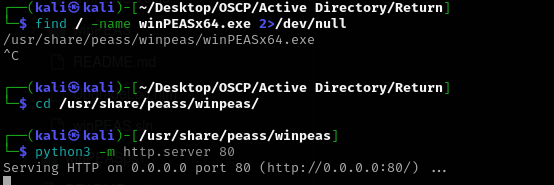 ┌──(kali㉿kali)-[~/Desktop/OSCP/Active Directory/Return]
└─$ find / -name winPEASx64.exe 2>/dev/null
/usr/share/peass/winpeas/winPEASx64.exe
^C
┌──(kali㉿kali)-[~/Desktop/OSCP/Active Directory/Return]
└─$ cd /usr/share/peass/winpeas/
┌──(kali㉿kali)-[/usr/share/peass/winpeas]
└─$ python3 -m http.server 80
Serving HTTP on 0.0.0.0 port 80 (http://0.0.0.0:80/) ...